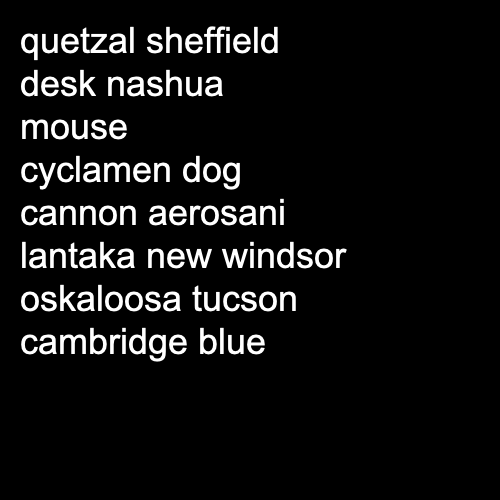 quetzal sheffield
desk nashua
mouse
cyclamen dog
cannon aerosani
lantaka new windsor
oskaloosa tucson
cambridge blue